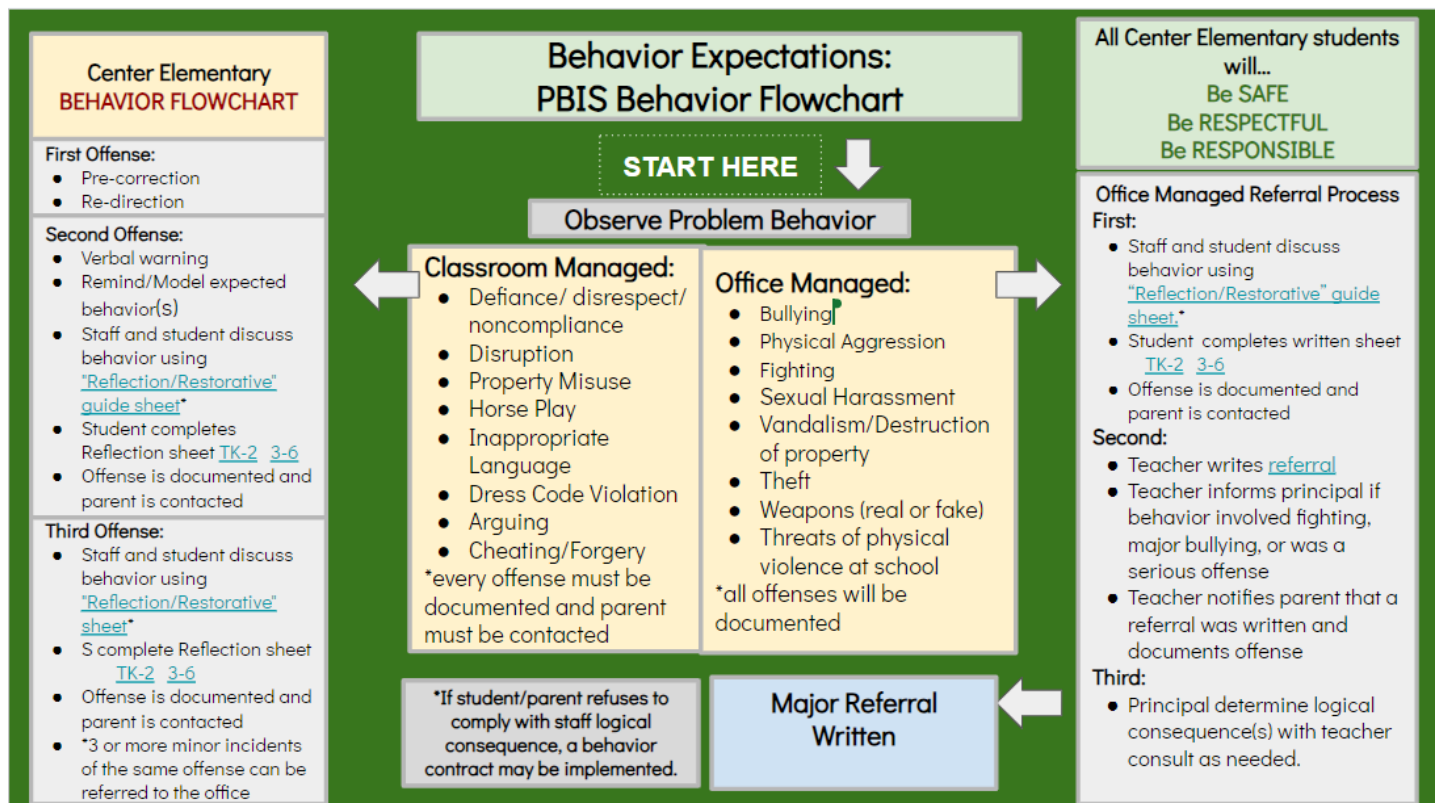 Center Elementary
BEHAVIOR FLOWCHART
First Offense:
● Pre-correction
● Re-direction
Second Offense:
● Verbal warning
● Remind/Model expected
behavior(s)
● Staff and student discuss
behavior using
"Reflection/Restorative"
guide sheet*
● Student completes
Reflection sheet TK-2 3-6
● Offense is documented and
parent is contacted
Third Offense:
● Staff and student discuss
behavior using
"Reflection/Restorative"
sheet*
● S complete Reflection sheet
TK-2 3-6
● Offense is documented and
parent is contacted
● *3 or more minor incidents
of the same offense can be
referred to the office
Behavior Expectations:
PBIS Behavior Flowchart
START HERE
Observe Problem Behavior
Classroom Managed:
● Defiance/ disrespect/
noncompliance
● Disruption
● Property Misuse
● Horse Play
● Inappropriate
Language
● Dress Code Violation
● Arguing
● Cheating/Forgery
*every offense must be
documented and parent
must be contacted
Office Managed:
● Bullying
● Physical Aggression
● Fighting
● Sexual Harassment
● Vandalism/Destruction
of property
● Theft
● Weapons (real or fake)
● Threats of physical
violence at school
*all offenses will be
documented
*If student/parent refuses to
comply with staff logical
consequence, a behavior
contract may be implemented.
Major Referral
Written
All Center Elementary students
will...
Be SAFE
Be RESPECTFUL
Be RESPONSIBLE
Office Managed Referral Process
First:
● Staff and student discuss
behavior using
"Reflection/Restorative" guide
sheet.*
● Student completes written sheet
TK-2 3-6
● Offense is documented and
parent is contacted
Second:
● Teacher writes referral
● Teacher informs principal if
behavior involved fighting,
major bullying, or was a
serious offense
● Teacher notifies parent that a
referral was written and
documents offense
Third:
● Principal determine logical
consequence(s) with teacher
consult as needed.